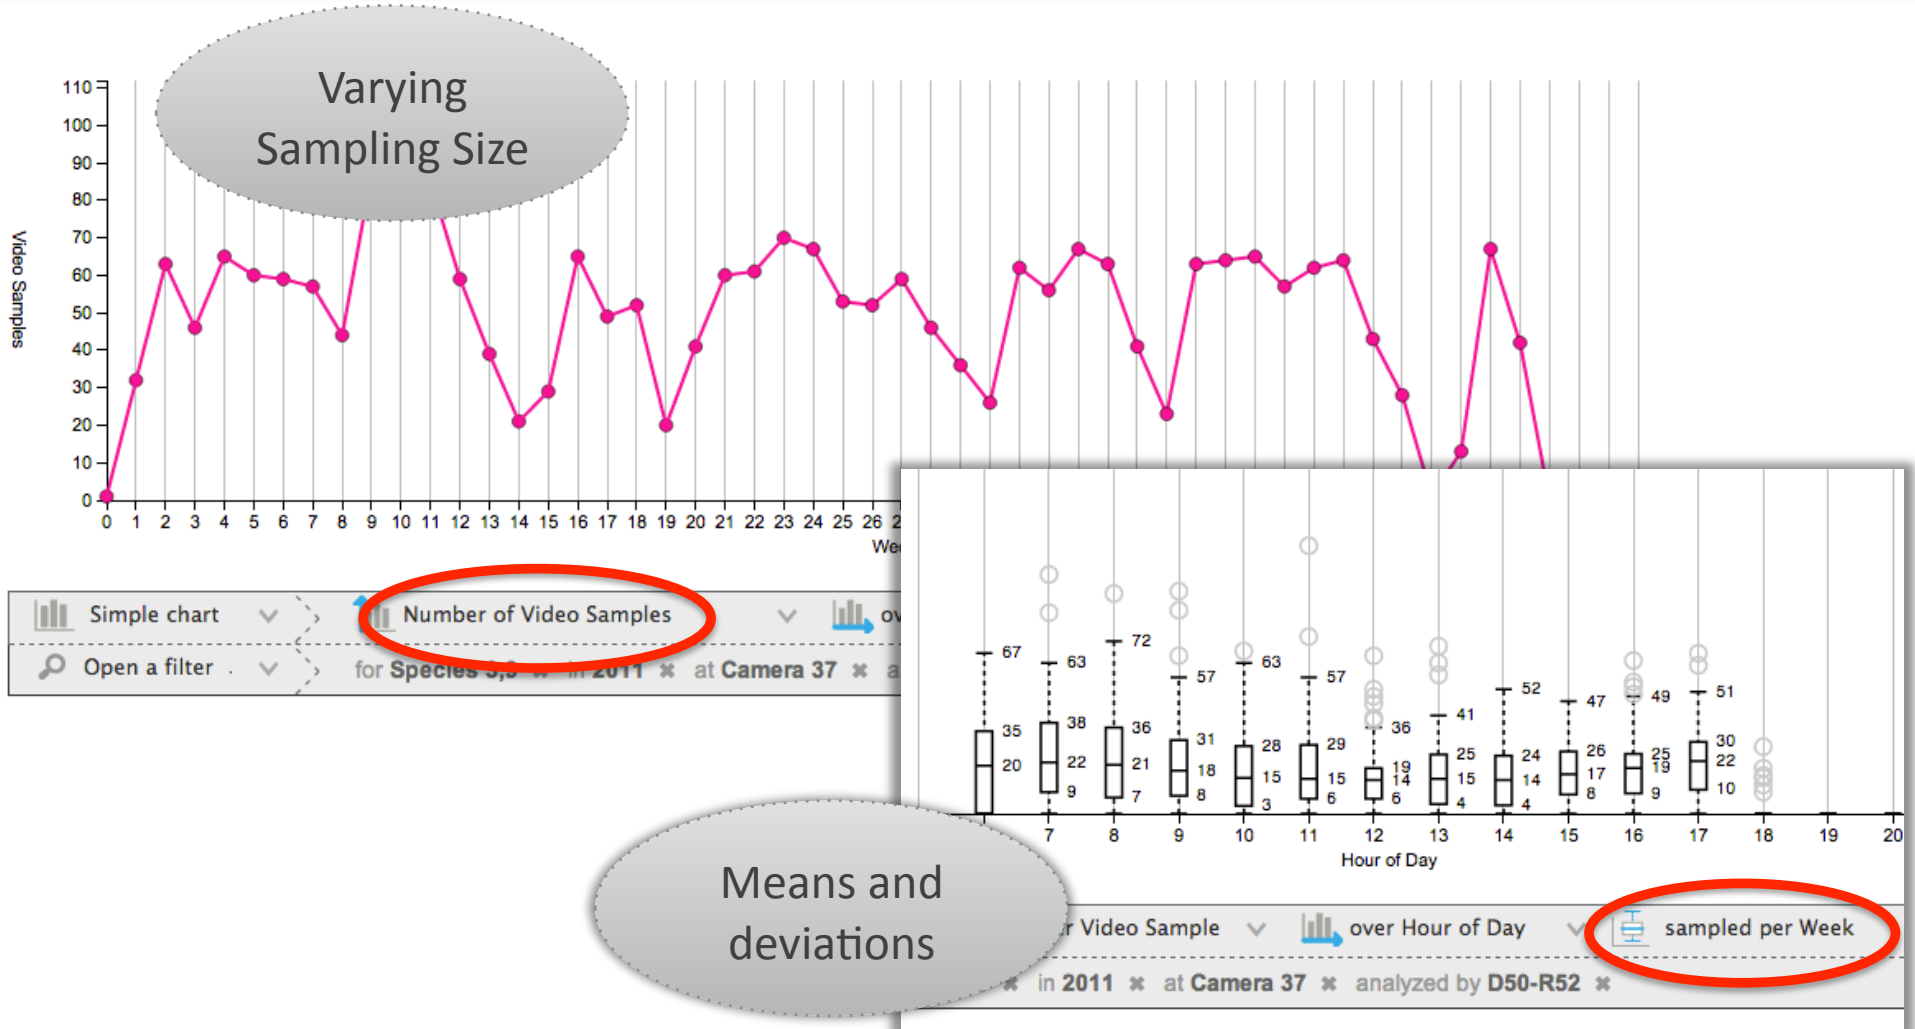 Varying
Sampling Size
110
100
90
80
70
60
50
40
30
20
10
0
Video Samples
0 1 2 3 4 5 6 7 8 9 10 11 12 13 14 15 16 17 18 19 20 21 22 23 24 25 26
Simple chart Number of Video Samples
Open a filter for Species in 2011 at Camera 37
67 35 20
63 38 22 9
72 36 21 7
57 31 18 8
63 28 15 3
57 29 15 6
36 19 14 6
41 25 15 4
52 24 14 4
47 26 17 8
49 25 19 9
51 30 22 10
7 8 9 10 11 12 13 14 15 16 17 18 19 20
Hour of Day
Means and
deviations
Video Sample over Hour of Day sampled per Week
in 2011 at Camera 37 analyzed by D50-R52